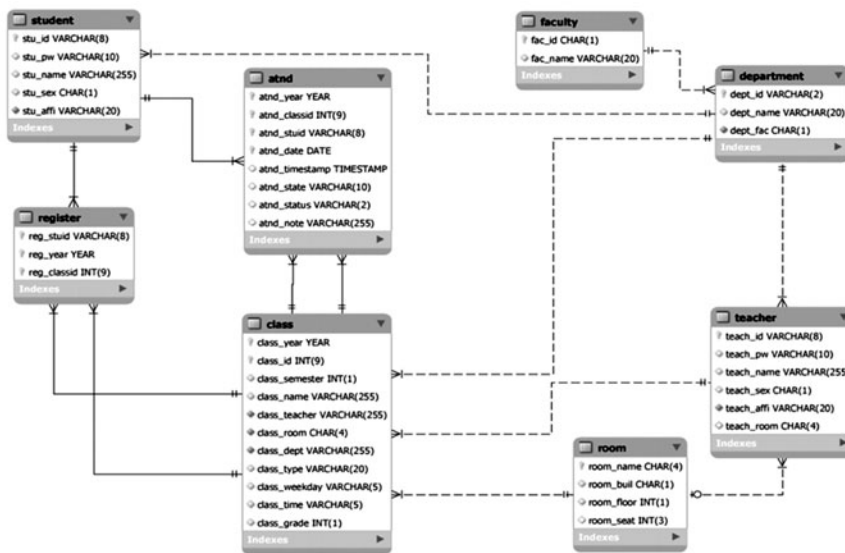 student
stu_id VARCHAR(8)
stu_pw VARCHAR(10)
stu_name VARCHAR(255)
stu_sex CHAR(1)
stu_affi VARCHAR(20)
Indexes
atnd
atnd_year YEAR
atnd_classid INT(9)
atnd_stuid VARCHAR(8)
atnd_date DATE
atnd_timestamp TIMESTAMP
atnd_state VARCHAR(10)
atnd_status VARCHAR(2)
atnd_note VARCHAR(255)
Indexes
faculty
fac_id CHAR(1)
fac_name VARCHAR(20)
Indexes
department
dept_id VARCHAR(2)
dept_name VARCHAR(20)
dept_fac CHAR(1)
Indexes
register
reg_stuid VARCHAR(8)
reg_year YEAR
reg_classid INT(9)
Indexes
class
class_year YEAR
class_id INT(9)
class_semester INT(1)
class_name VARCHAR(255)
class_teacher VARCHAR(255)
class_room CHAR(4)
class_dept VARCHAR(255)
class_type VARCHAR(20)
class_weekday VARCHAR(5)
class_time VARCHAR(5)
class_grade INT(1)
Indexes
teacher
teach_id VARCHAR(8)
teach_pw VARCHAR(10)
teach_name VARCHAR(255
teach_sex CHAR(1)
teach_affi VARCHAR(20)
teach_room CHAR(4)
Indexes
room
room_name CHAR(4)
room_buil CHAR(1)
room_floor INT(1)
room_seat INT(3)
Indexes